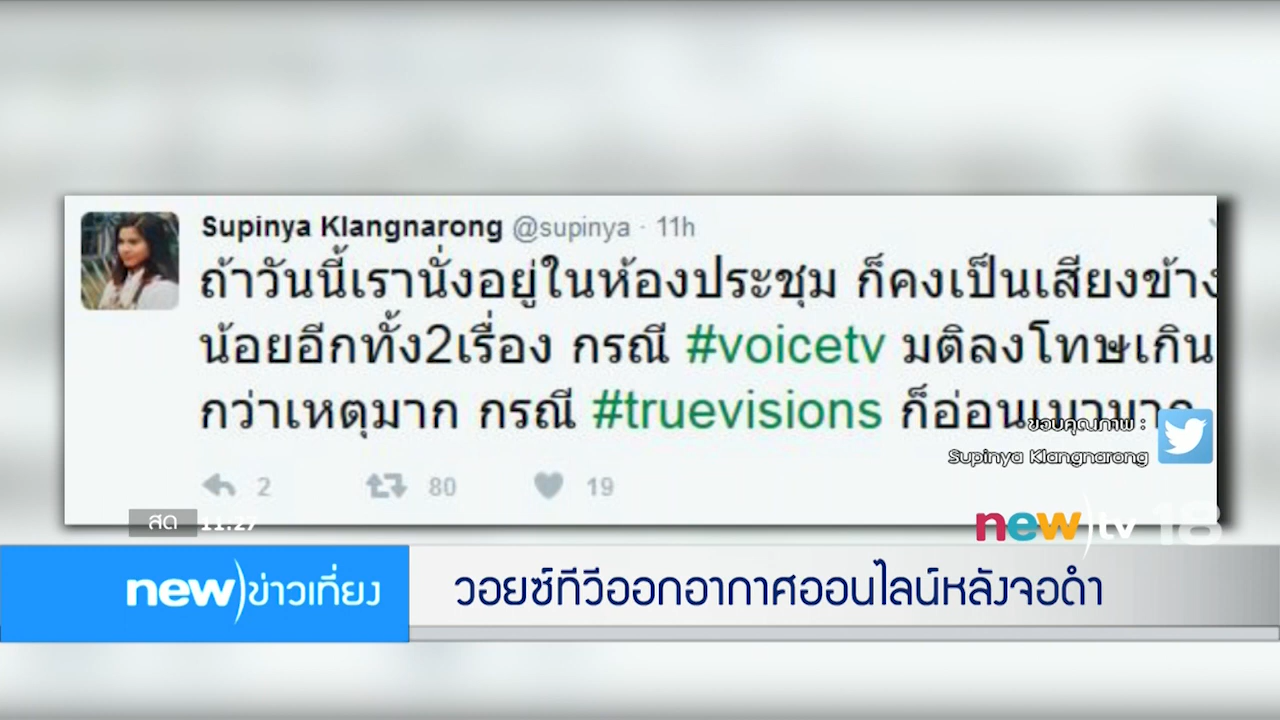 Supinya Klangnarong @supinya · 11h
ถ้าวันนี้เรานั่งอยู่ในห้องประชุม ก็คงเป็นเสียงข้าง
น้อยอีกทั้ง2เรื่อง กรณี #voicetv มติลงโทษเกิน
กว่าเหตุมาก กรณี #truevisions ก็อ่อนเบามาก
ขอบคุณภาพ :
Supinya Klangnarong
2 80 19
สด 11:27
new)tv 18
new)ข่าวเที่ยง
วอยซ์ทีวีออกอากาศออนไลน์หลังจอดำ